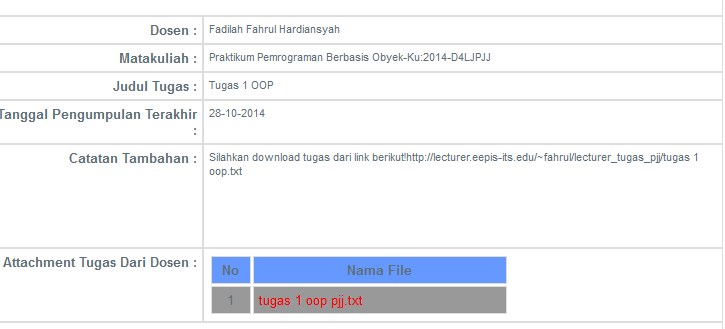 Dosen : Fadilah Fahrul Hardiansyah
Matakuliah : Praktikum Pemrograman Berbasis Obyek-Ku:2014-D4LJPJJ
Judul Tugas : Tugas 1 OOP
Tanggal Pengumpulan Terakhir 28-10-2014
:
Catatan Tambahan : Silahkan download tugas dari link berikut!http://lecturer.eepis-its.edu/~fahrul/lecturer_tugas_pjj/tugas 1
oop.txt
Attachment Tugas Dari Dosen :
No Nama File
1 tugas 1 oop pjj.txt